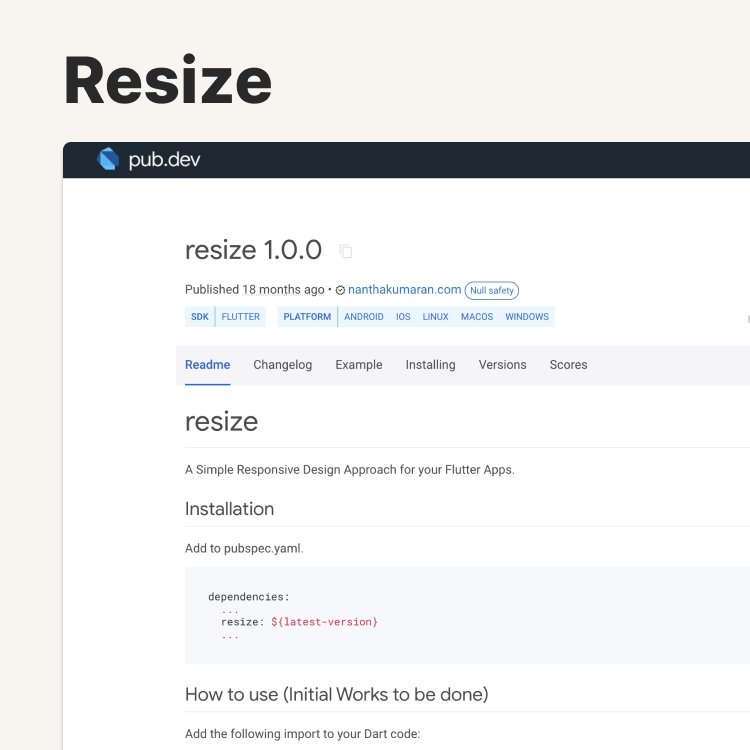 Resize
pub.dev
resize 1.0.0
Published 18 months ago • nanthakumaran.com Null safety
SDK FLUTTER PLATFORM ANDROID IOS LINUX MACOS WINDOWS
Readme Changelog Example Installing Versions Scores
resize
A Simple Responsive Design Approach for your Flutter Apps.
Installation
Add to pubspec.yaml.
dependencies:
...
resize: ${latest-version}
...
How to use (Initial Works to be done)
Add the following import to your Dart code: